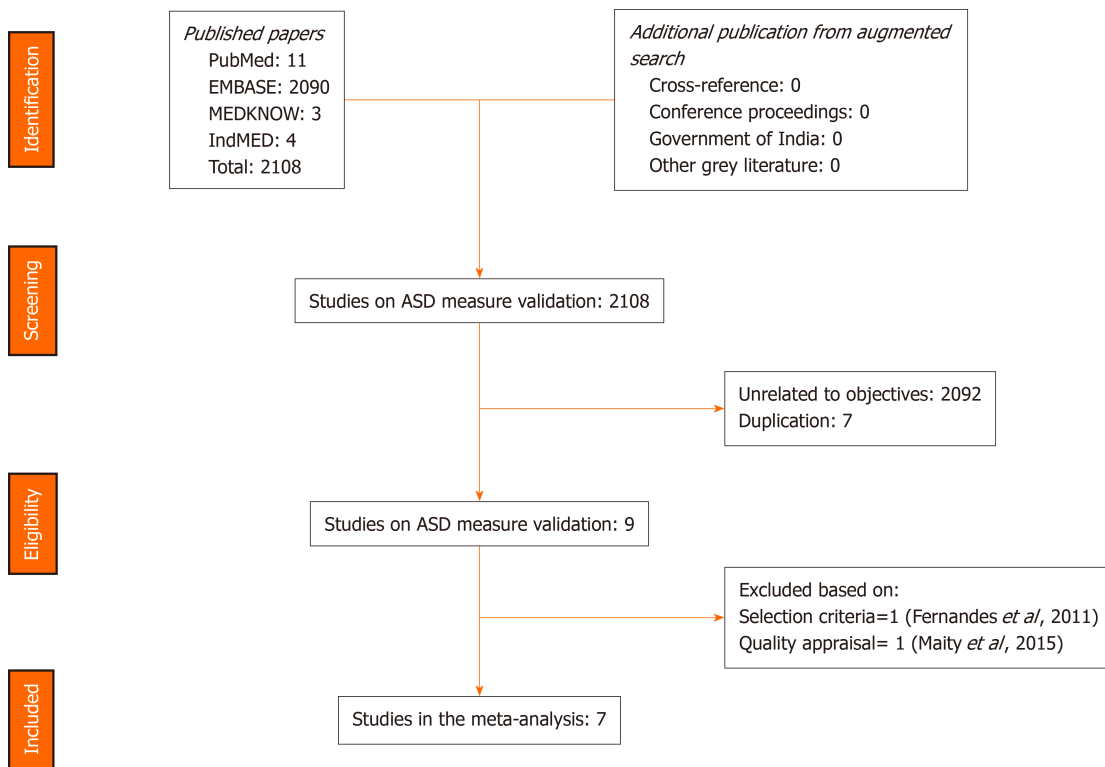 Identification
Published papers
PubMed: 11
EMBASE: 2090
MEDKNOW: 3
IndMED: 4
Total: 2108
Additional publication from augmented
search
Cross-reference: 0
Conference proceedings: 0
Government of India: 0
Other grey literature: 0
Screening
Studies on ASD measure validation: 2108
Unrelated to objectives: 2092
Duplication: 7
Eligibility
Studies on ASD measure validation: 9
Excluded based on:
Selection criteria=1 (Fernandes et al, 2011)
Quality appraisal= 1 (Maity et al, 2015)
Included
Studies in the meta-analysis: 7